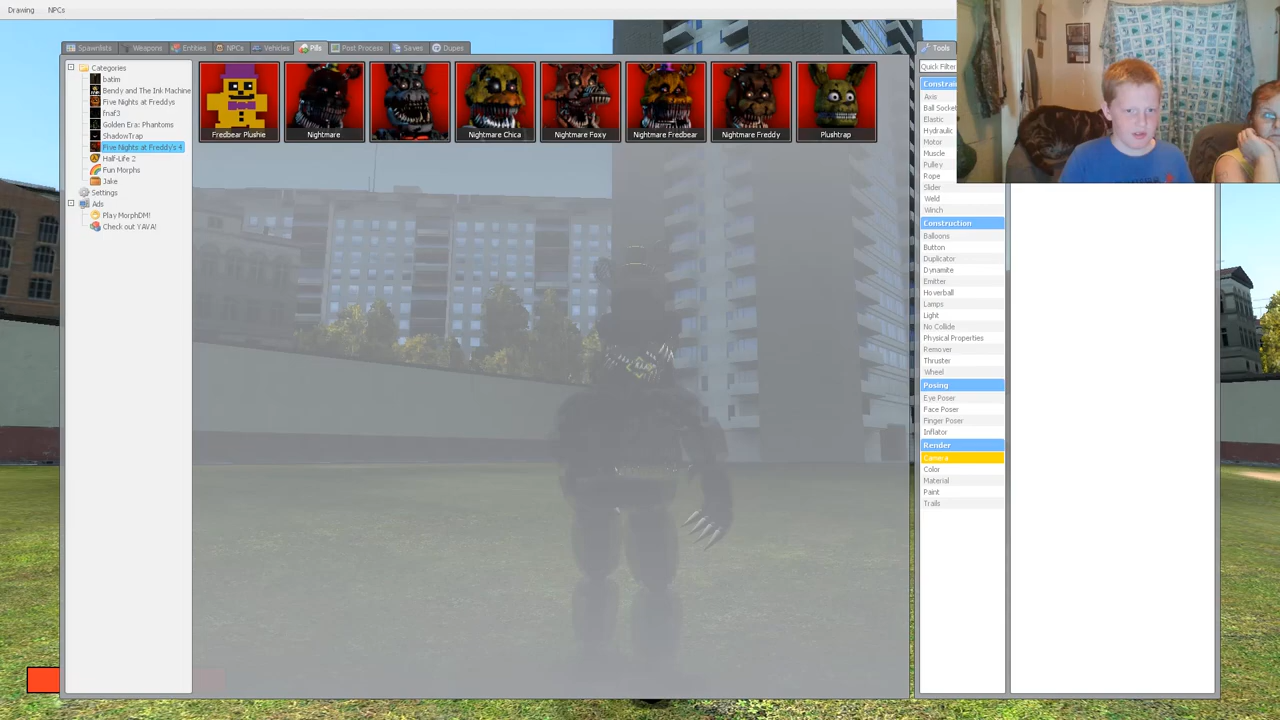 Drawing NPCs
Spawnlists Weapons Entities NPCs Vehicles Pills Post Process Saves Dupes
Categories
batim
Bendy and The Ink Machine
Five Nights at Freddys
fnaf3
Golden Era: Phantoms
ShadowTrap
Five Nights at Freddy's 4
Half-Life 2
Fun Morphs
Jake
Settings
Ads
Play MorphDM!
Check out YAVA!
Fredbear Plushie Nightmare Nightmare Chica Nightmare Foxy Nightmare Fredbear Nightmare Freddy Plushtrap
Tools
Quick Filter
Constrai
Axis
Ball Socke
Elastic
Hydraulic
Motor
Muscle
Pulley
Rope
Slider
Weld
Winch
Construction
Balloons
Button
Duplicator
Dynamite
Emitter
Hoverball
Lamps
Light
No Collide
Physical Properties
Remover
Thruster
Wheel
Posing
Eye Poser
Face Poser
Finger Poser
Inflator
Render
Camera
Color
Material
Paint
Trails